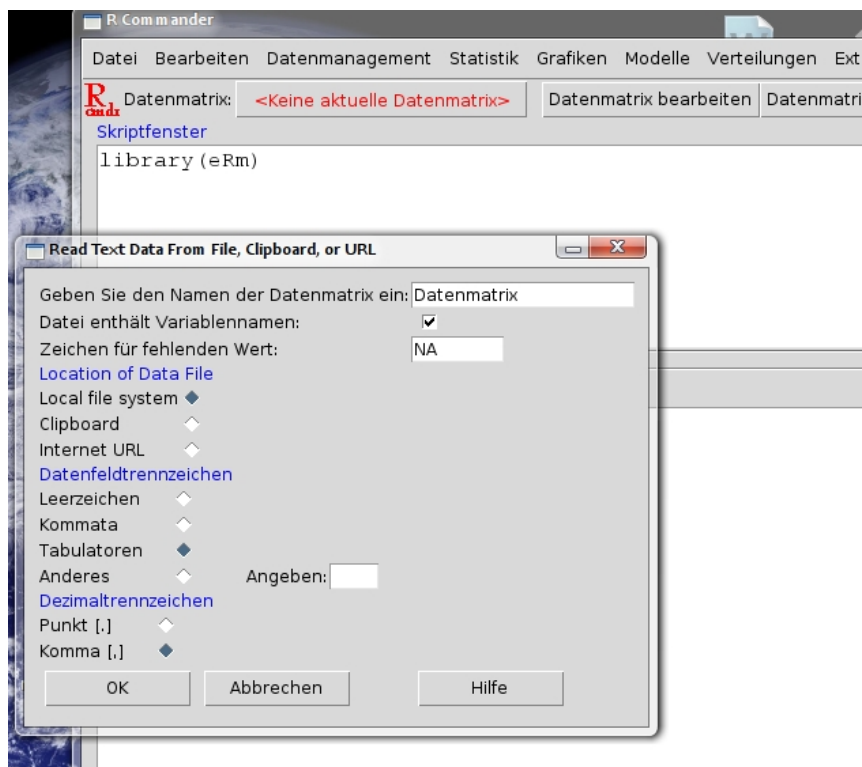 R Commander
Datei Bearbeiten Datenmanagement Statistik Grafiken Modelle Verteilungen Ext
R cmdr Datenmatrix: <Keine aktuelle Datenmatrix> Datenmatrix bearbeiten Datenmatri
Skriptfenster
library(eRm)
Read Text Data From File, Clipboard, or URL
Geben Sie den Namen der Datenmatrix ein: Datenmatrix
Datei enthält Variablennamen:
Zeichen für fehlenden Wert: NA
Location of Data File
Local file system
Clipboard
Internet URL
Datenfeldtrennzeichen
Leerzeichen
Kommata
Tabulatoren
Anderes Angeben:
Dezimaltrennzeichen
Punkt [.]
Komma [,]
OK Abbrechen Hilfe